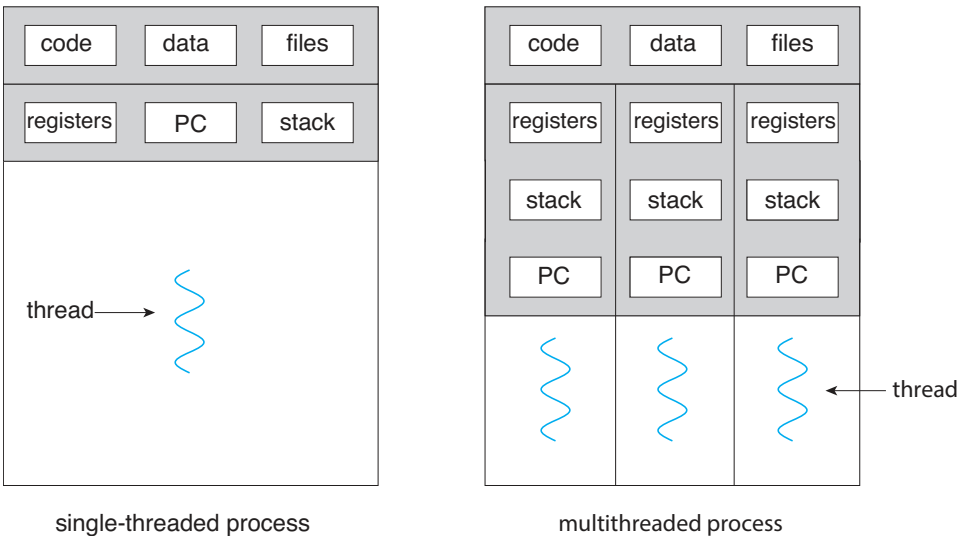 code data files
registers PC stack
thread
single-threaded process
code data files
registers registers registers
stack stack stack
PC PC PC
thread
multithreaded process